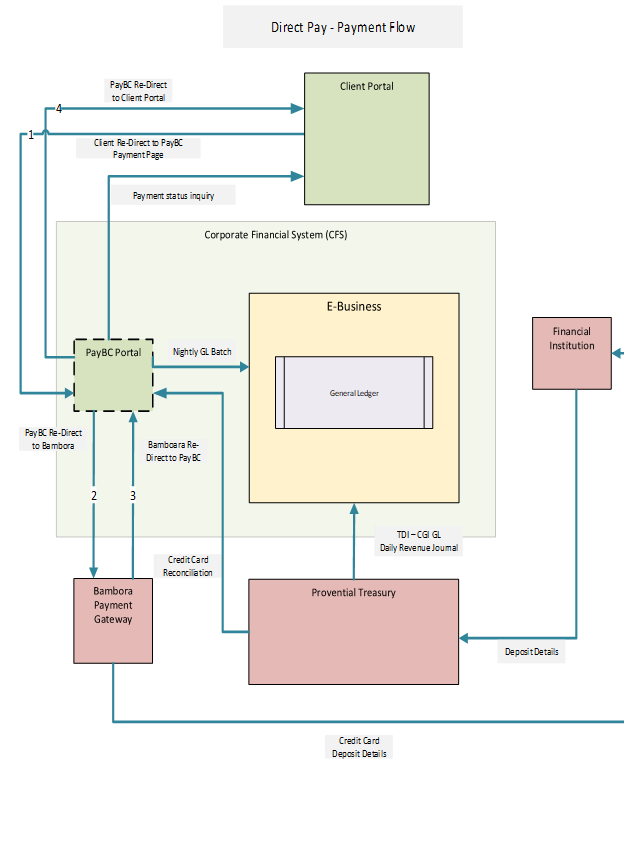 Direct Pay - Payment Flow
PayBC Re-Direct
to Client Portal
Client Portal
4
1
Client Re-Direct to PayBC
Payment Page
Payment status inquiry
Corporate Financial System (CFS)
E-Business
Financial
Institution
PayBC Portal
Nightly GL Batch
General Ledger
PayBC Re-Direct
to Bambora
Bamboara Re-
Direct to PayBC
2
3
TDI – CGI GL
Daily Revenue Journal
Credit Card
Reconciliation
Bambora
Payment
Gateway
Provential Treasury
Deposit Details
Credit Card
Deposit Details